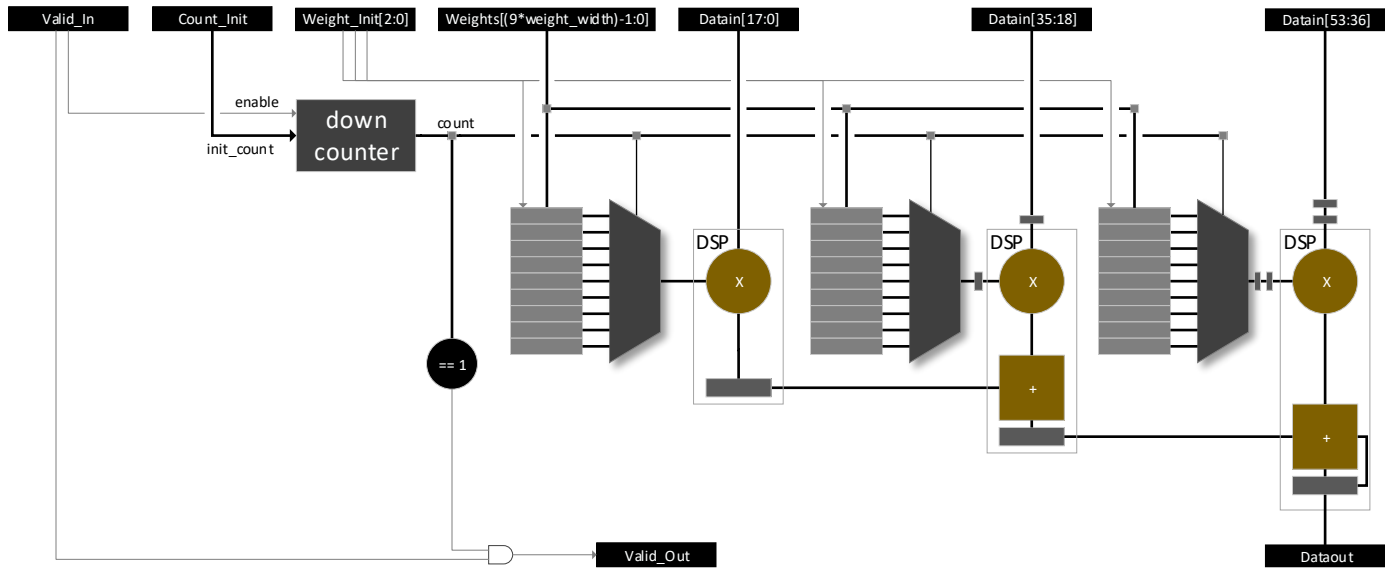 Valid_In
Count_Init
Weight_Init[2:0]
Weights[(9*weight_width)-1:0]
Datain[17:0]
Datain[35:18]
Datain[53:36]
enable
init_count
down
counter
count
DSP
X
DSP
X
DSP
X
== 1
+
+
Valid_Out
Dataout